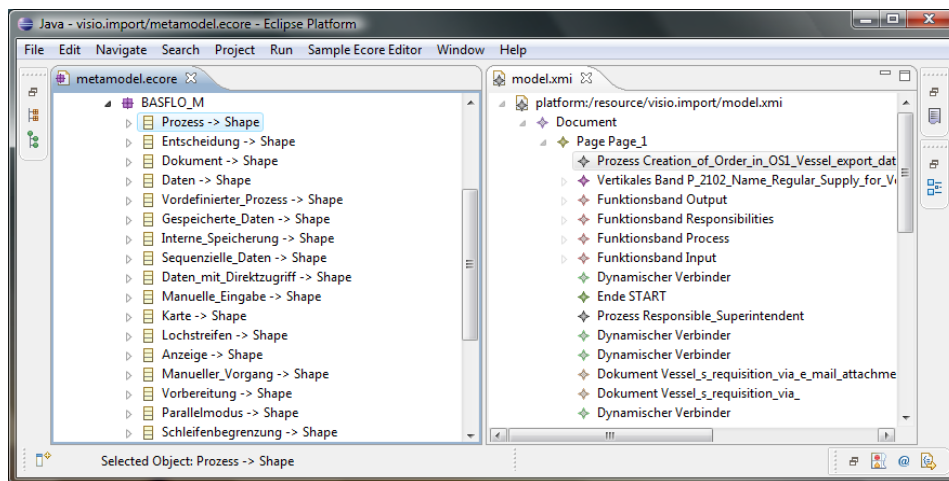 Java - visio.import/metamodel.ecore - Eclipse Platform
File Edit Navigate Search Project Run Sample Ecore Editor Window Help
metamodel.ecore
BASFLO_M
Prozess -> Shape
Entscheidung -> Shape
Dokument -> Shape
Daten -> Shape
Vordefinierter_Prozess -> Shape
Gespeicherte_Daten -> Shape
Interne_Speicherung -> Shape
Sequenzielle_Daten -> Shape
Daten_mit_Direktzugriff -> Shape
Manuelle_Eingabe -> Shape
Karte -> Shape
Lochstreifen -> Shape
Anzeige -> Shape
Manueller_Vorgang -> Shape
Vorbereitung -> Shape
Parallelmodus -> Shape
Schleifenbegrenzung -> Shape
model.xmi
platform:/resource/visio.import/model.xmi
Document
Page Page_1
Prozess Creation_of_Order_in_OS1_Vessel_export_dat
Vertikales Band P_2102_Name_Regular_Supply_for_V
Funktionsband Output
Funktionsband Responsibilities
Funktionsband Process
Funktionsband Input
Dynamischer Verbinder
Ende START
Prozess Responsible_Superintendent
Dynamischer Verbinder
Dynamischer Verbinder
Dokument Vessel_s_requisition_via_e_mail_attachme
Dokument Vessel_s_requisition_via_
Dynamischer Verbinder
Selected Object: Prozess -> Shape